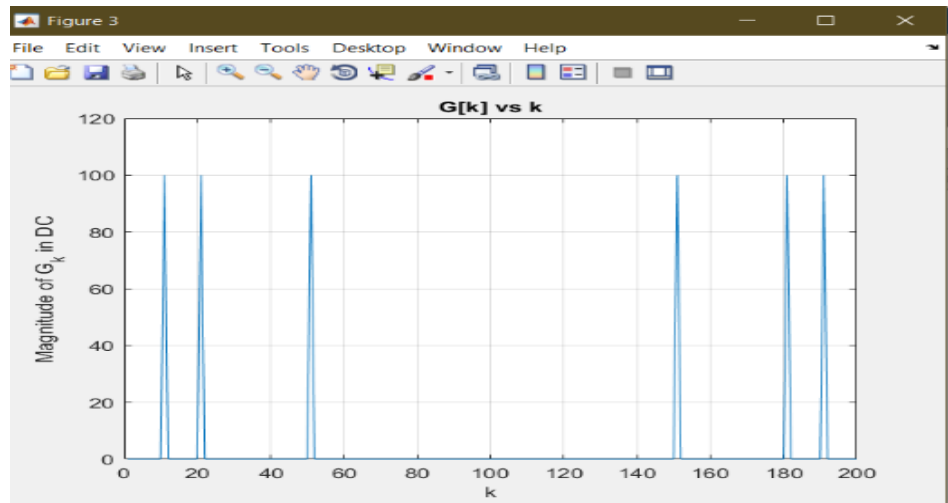 Figure 3
File Edit View Insert Tools Desktop Window Help
G[k] vs k
120
100
80
60
40
20
0
Magnitude of G_k in DC
0 20 40 60 80 100 120 140 160 180 200
k